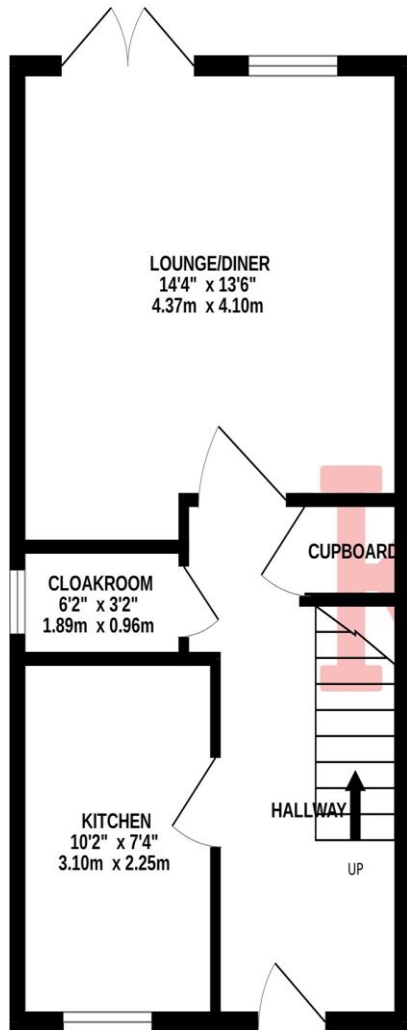 LOUNGE/DINER
14'4" x 13'6"
4.37m x 4.10m
CUPBOARD
CLOAKROOM
6'2" x 3'2"
1.89m x 0.96m
KITCHEN
10'2" x 7'4"
3.10m x 2.25m
HALLWAY
UP